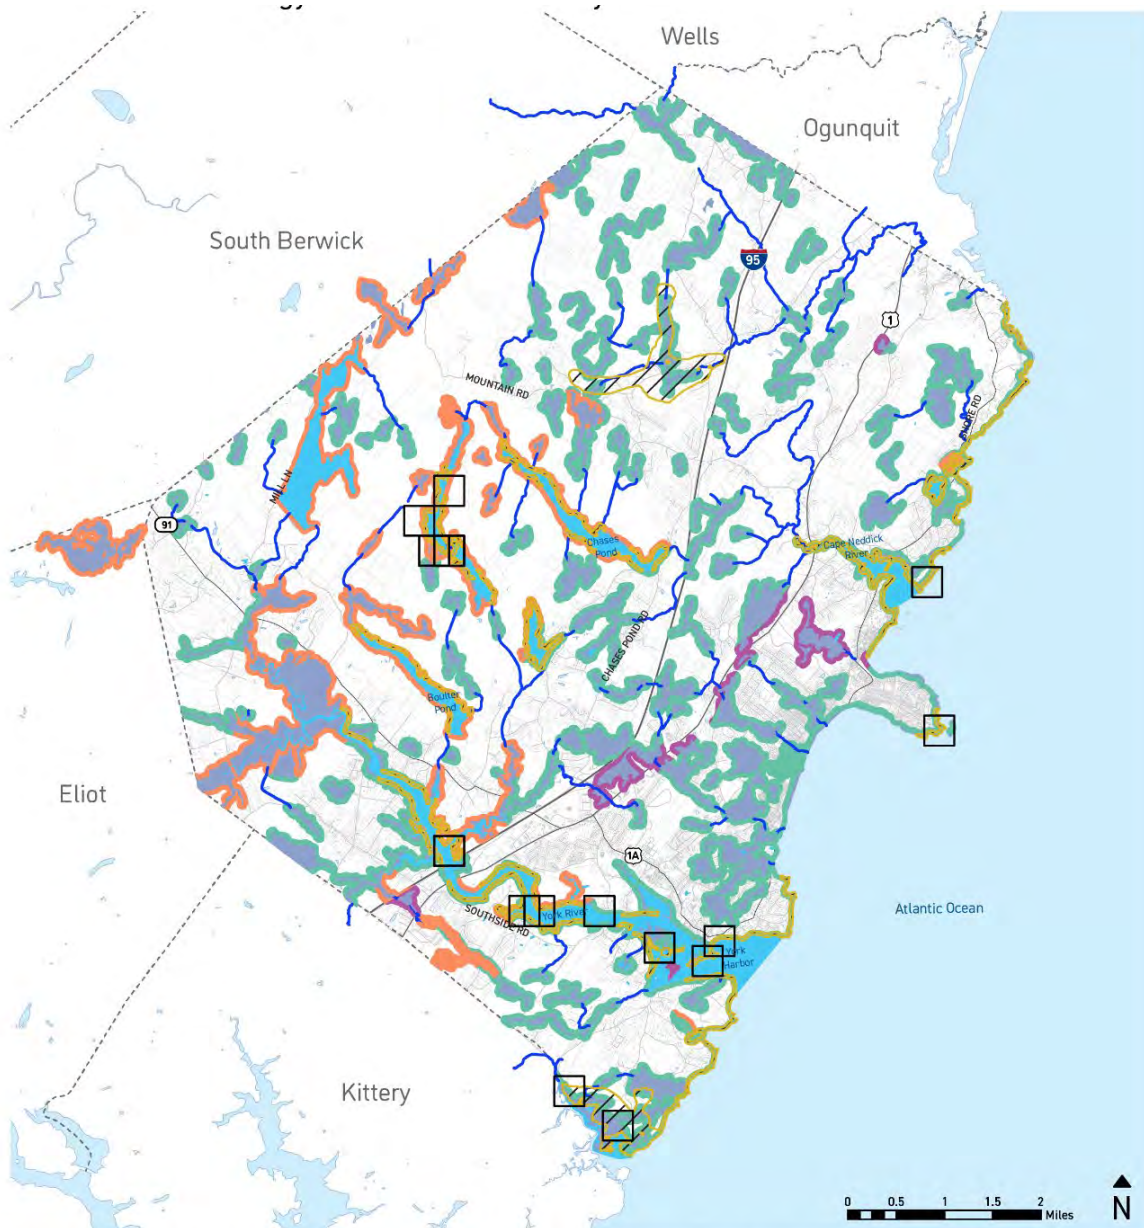 Wells
Ogunquit
South Berwick
95
1
MOUNTAIN RD
SHORE RD
MILL LN
91
Chases
Pond
Cape Neddick
River
CHASES POND RD
Boulter
Pond
Eliot
1A
SOUTHSIDE RD
York River
Atlantic Ocean
York
Harbor
Kittery
0 0.5 1 1.5 2
Miles
N